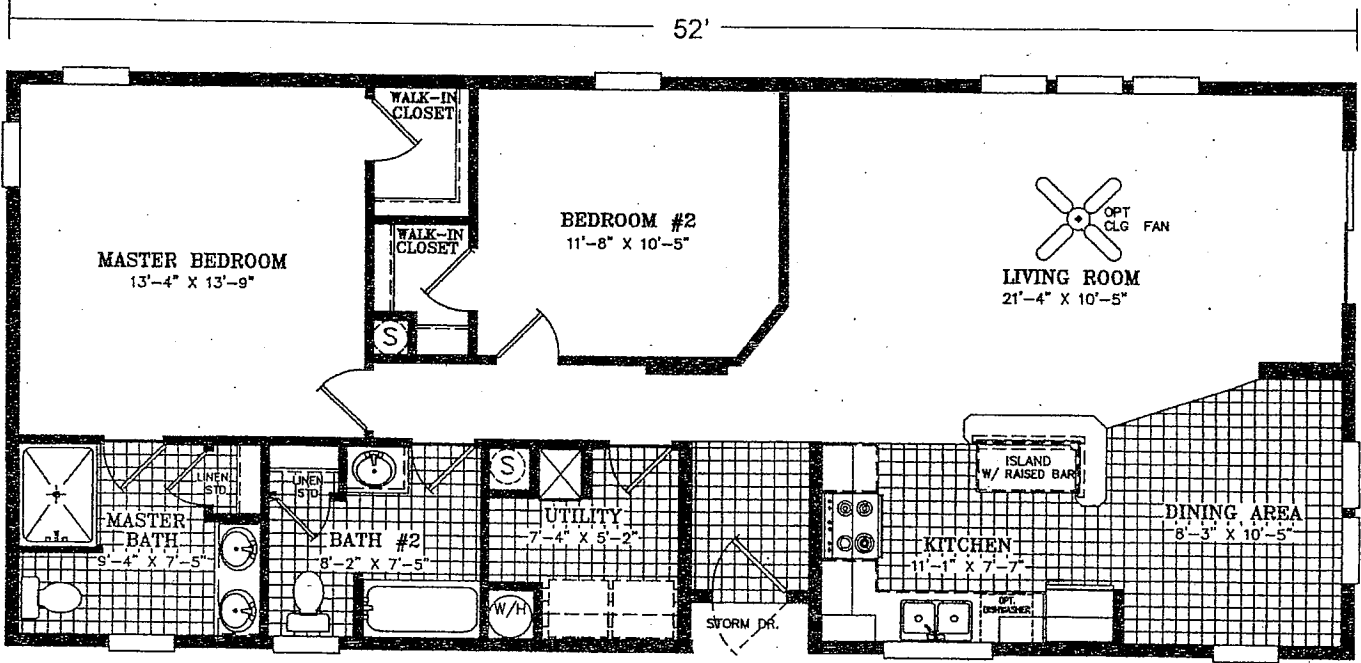 52'
WALK-IN
CLOSET
BEDROOM #2
11'-8" X 10'-5"
OPT
CLG FAN
WALK-IN
CLOSET
MASTER BEDROOM
13'-4" X 13'-9"
LIVING ROOM
21'-4" X 10'-5"
S
LINEN
STD.
LINEN
STD.
S
ISLAND
W/ RAISED BAR
MASTER
BATH
9'-4" X 7'-5"
BATH #2
8'-2" X 7'-5"
UTILITY
7'-4" X 5'-2"
KITCHEN
11'-1" X 7'-7"
DINING AREA
8'-3" X 10'-5"
W/H
STORM DR.
OPT.
DISHWASHER